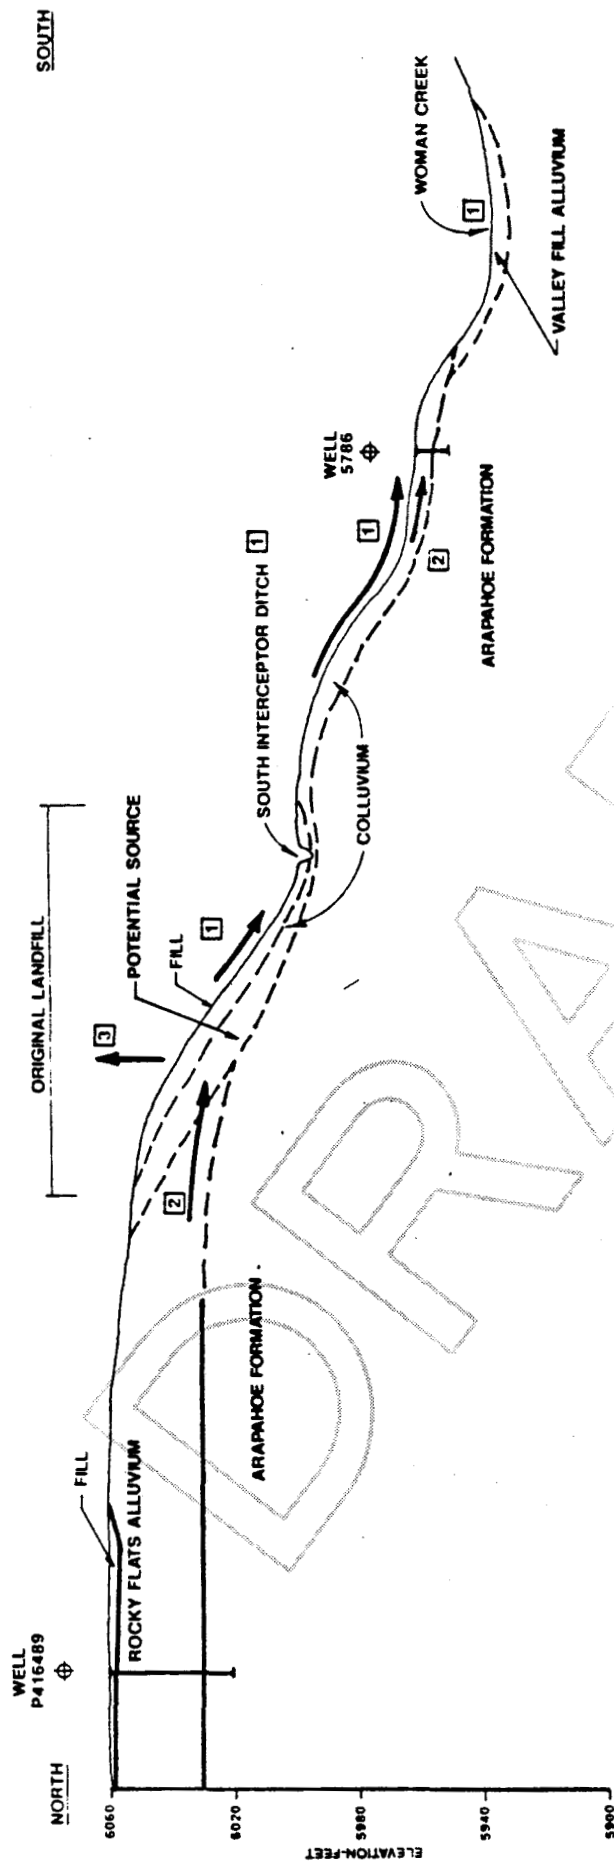 NORTH
SOUTH
WELL
P416489
FILL
ROCKY FLATS ALLUVIUM
ARAPAHOE FORMATION
ORIGINAL LANDFILL
3
POTENTIAL SOURCE
FILL
1
2
SOUTH INTERCEPTOR DITCH 1
COLLUVIUM
WELL
5786
1
2
ARAPAHOE FORMATION
WOMAN CREEK
1
VALLEY FILL ALLUVIUM
6060
6020
5980
5940
5900
ELEVATION-FEET
DRA